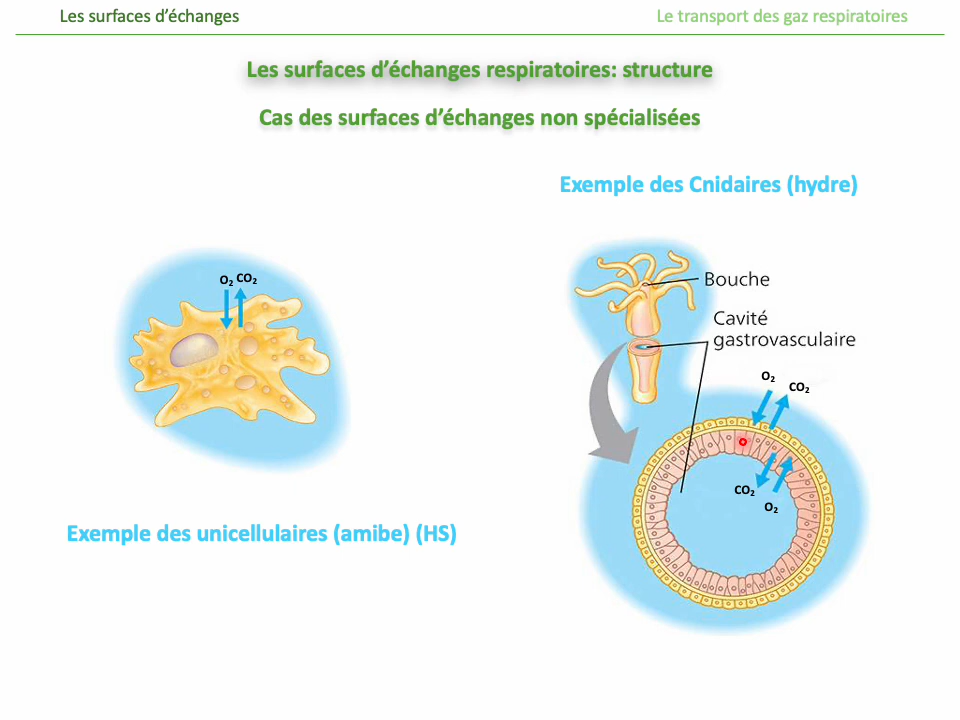 Les surfaces d’échanges
Le transport des gaz respiratoires
Les surfaces d’échanges respiratoires: structure
Cas des surfaces d’échanges non spécialisées
Exemple des Cnidaires (hydre)
O₂ CO₂
Bouche
Cavité
gastrovasculaire
O₂
CO₂
CO₂
O₂
Exemple des unicellulaires (amibe) (HS)